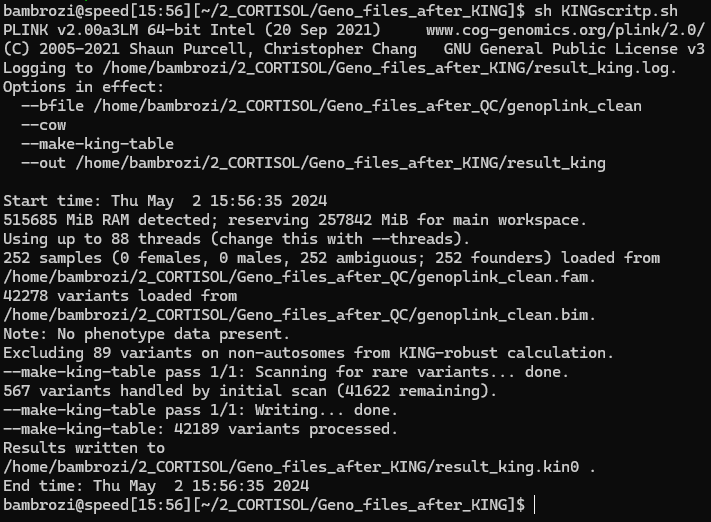 bambrozi@speed[15:56][~/2_CORTISOL/Geno_files_after_KING]$ sh KINGscritp.sh
PLINK v2.00a3LM 64-bit Intel (20 Sep 2021)     www.cog-genomics.org/plink/2.0/
(C) 2005-2021 Shaun Purcell, Christopher Chang   GNU General Public License v3
Logging to /home/bambrozi/2_CORTISOL/Geno_files_after_KING/result_king.log.
Options in effect:
  --bfile /home/bambrozi/2_CORTISOL/Geno_files_after_QC/genoplink_clean
  --cow
  --make-king-table
  --out /home/bambrozi/2_CORTISOL/Geno_files_after_KING/result_king

Start time: Thu May  2 15:56:35 2024
515685 MiB RAM detected; reserving 257842 MiB for main workspace.
Using up to 88 threads (change this with --threads).
252 samples (0 females, 0 males, 252 ambiguous; 252 founders) loaded from
/home/bambrozi/2_CORTISOL/Geno_files_after_QC/genoplink_clean.fam.
42278 variants loaded from
/home/bambrozi/2_CORTISOL/Geno_files_after_QC/genoplink_clean.bim.
Note: No phenotype data present.
Excluding 89 variants on non-autosomes from KING-robust calculation.
--make-king-table pass 1/1: Scanning for rare variants... done.
567 variants handled by initial scan (41622 remaining).
--make-king-table pass 1/1: Writing... done.
--make-king-table: 42189 variants processed.
Results written to
/home/bambrozi/2_CORTISOL/Geno_files_after_KING/result_king.kin0 .
End time: Thu May  2 15:56:35 2024
bambrozi@speed[15:56][~/2_CORTISOL/Geno_files_after_KING]$